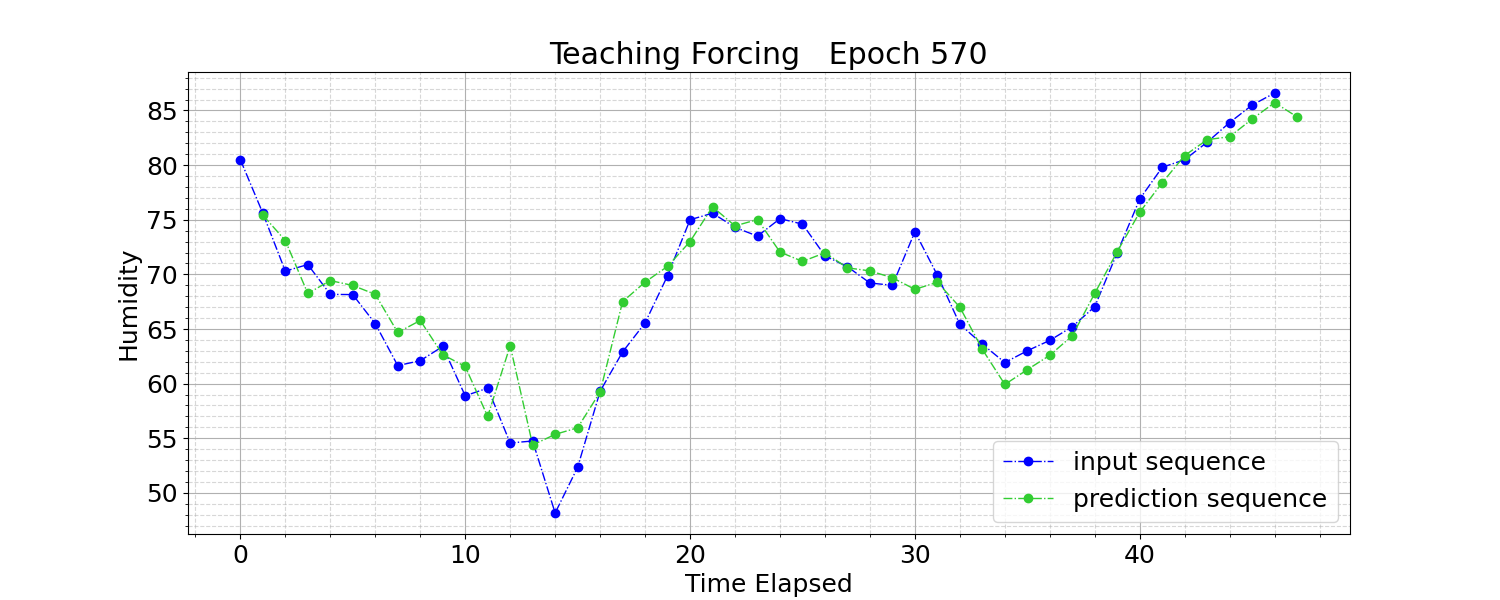 Teaching Forcing   Epoch 570
Humidity
85
80
75
70
65
60
55
50
input sequence
prediction sequence
0 10 20 30 40
Time Elapsed